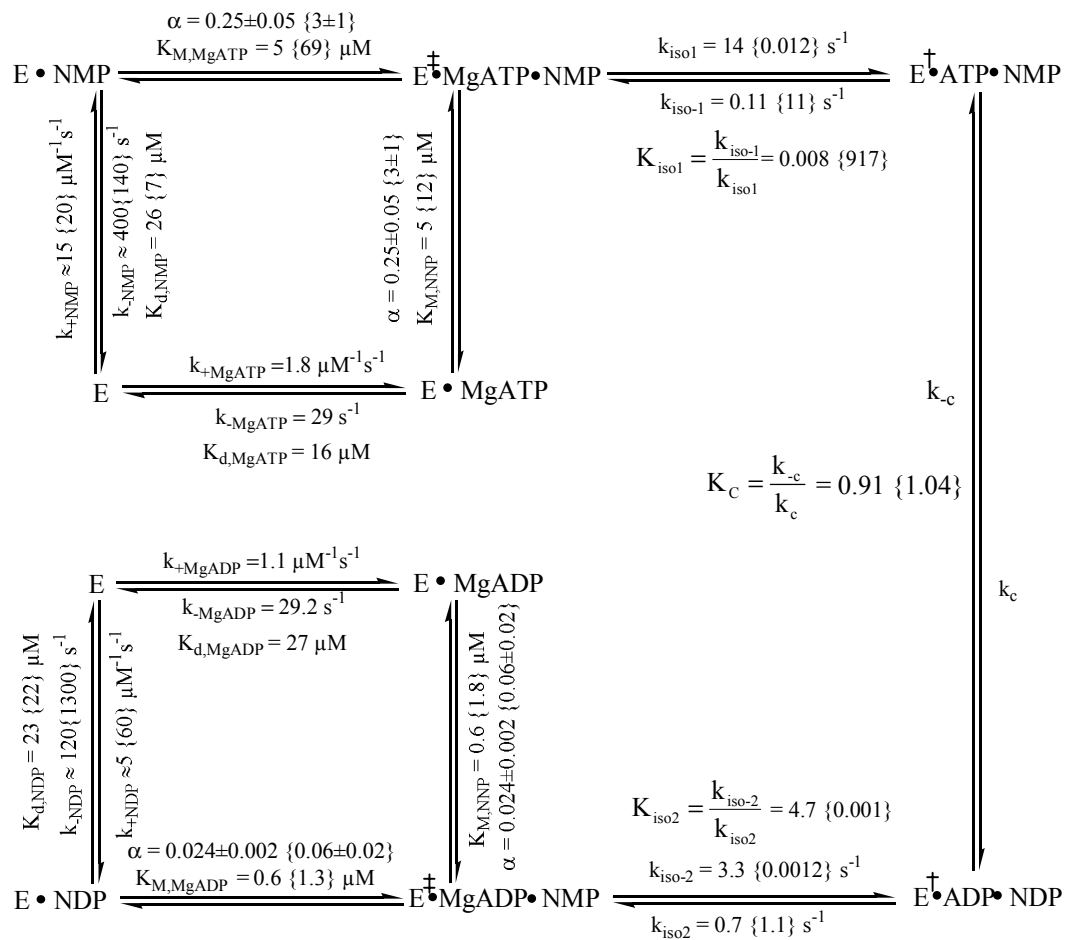 α = 0.25±0.05 {3±1}
K_M,MgATP = 5 {69} μM
E • NMP
E‡•MgATP•NMP
k_iso1 = 14 {0.012} s^-1
k_iso-1 = 0.11 {11} s^-1
E†•ATP•NMP
K_iso1 = k_iso-1 / k_iso1 = 0.008 {917}
k_+NMP ≈15 {20} μM^-1s^-1
k_-NMP ≈ 400{140} s^-1
K_d,NMP = 26 {7} μM
α = 0.25±0.05 {3±1}
K_M,NNP = 5 {12} μM
k_+MgATP =1.8 μM^-1s^-1
E
E • MgATP
k_-MgATP = 29 s^-1
K_d,MgATP = 16 μM
k_-c
K_C = k_-c / k_c = 0.91 {1.04}
k_+MgADP =1.1 μM^-1s^-1
E
E • MgADP
k_-MgADP = 29.2 s^-1
K_d,MgADP = 27 μM
k_c
K_d,NDP = 23 {22} μM
k_-NDP ≈ 120{1300} s^-1
k_+NDP ≈5 {60} μM^-1s^-1
K_M,NNP = 0.6 {1.8} μM
α = 0.024±0.002 {0.06±0.02}
K_iso2 = k_iso-2 / k_iso2 = 4.7 {0.001}
α = 0.024±0.002 {0.06±0.02}
K_M,MgADP = 0.6 {1.3} μM
E • NDP
E‡•MgADP•NMP
k_iso-2 = 3.3 {0.0012} s^-1
k_iso2 = 0.7 {1.1} s^-1
E†•ADP•NDP